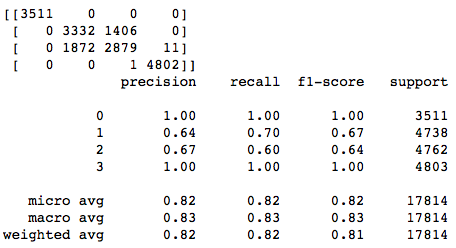 [[3511 0 0 0]
[ 0 3332 1406 0]
[ 0 1872 2879 11]
[ 0 0 1 4802]]
precision recall f1-score support
0 1.00 1.00 1.00 3511
1 0.64 0.70 0.67 4738
2 0.67 0.60 0.64 4762
3 1.00 1.00 1.00 4803
micro avg 0.82 0.82 0.82 17814
macro avg 0.83 0.83 0.83 17814
weighted avg 0.82 0.82 0.81 17814